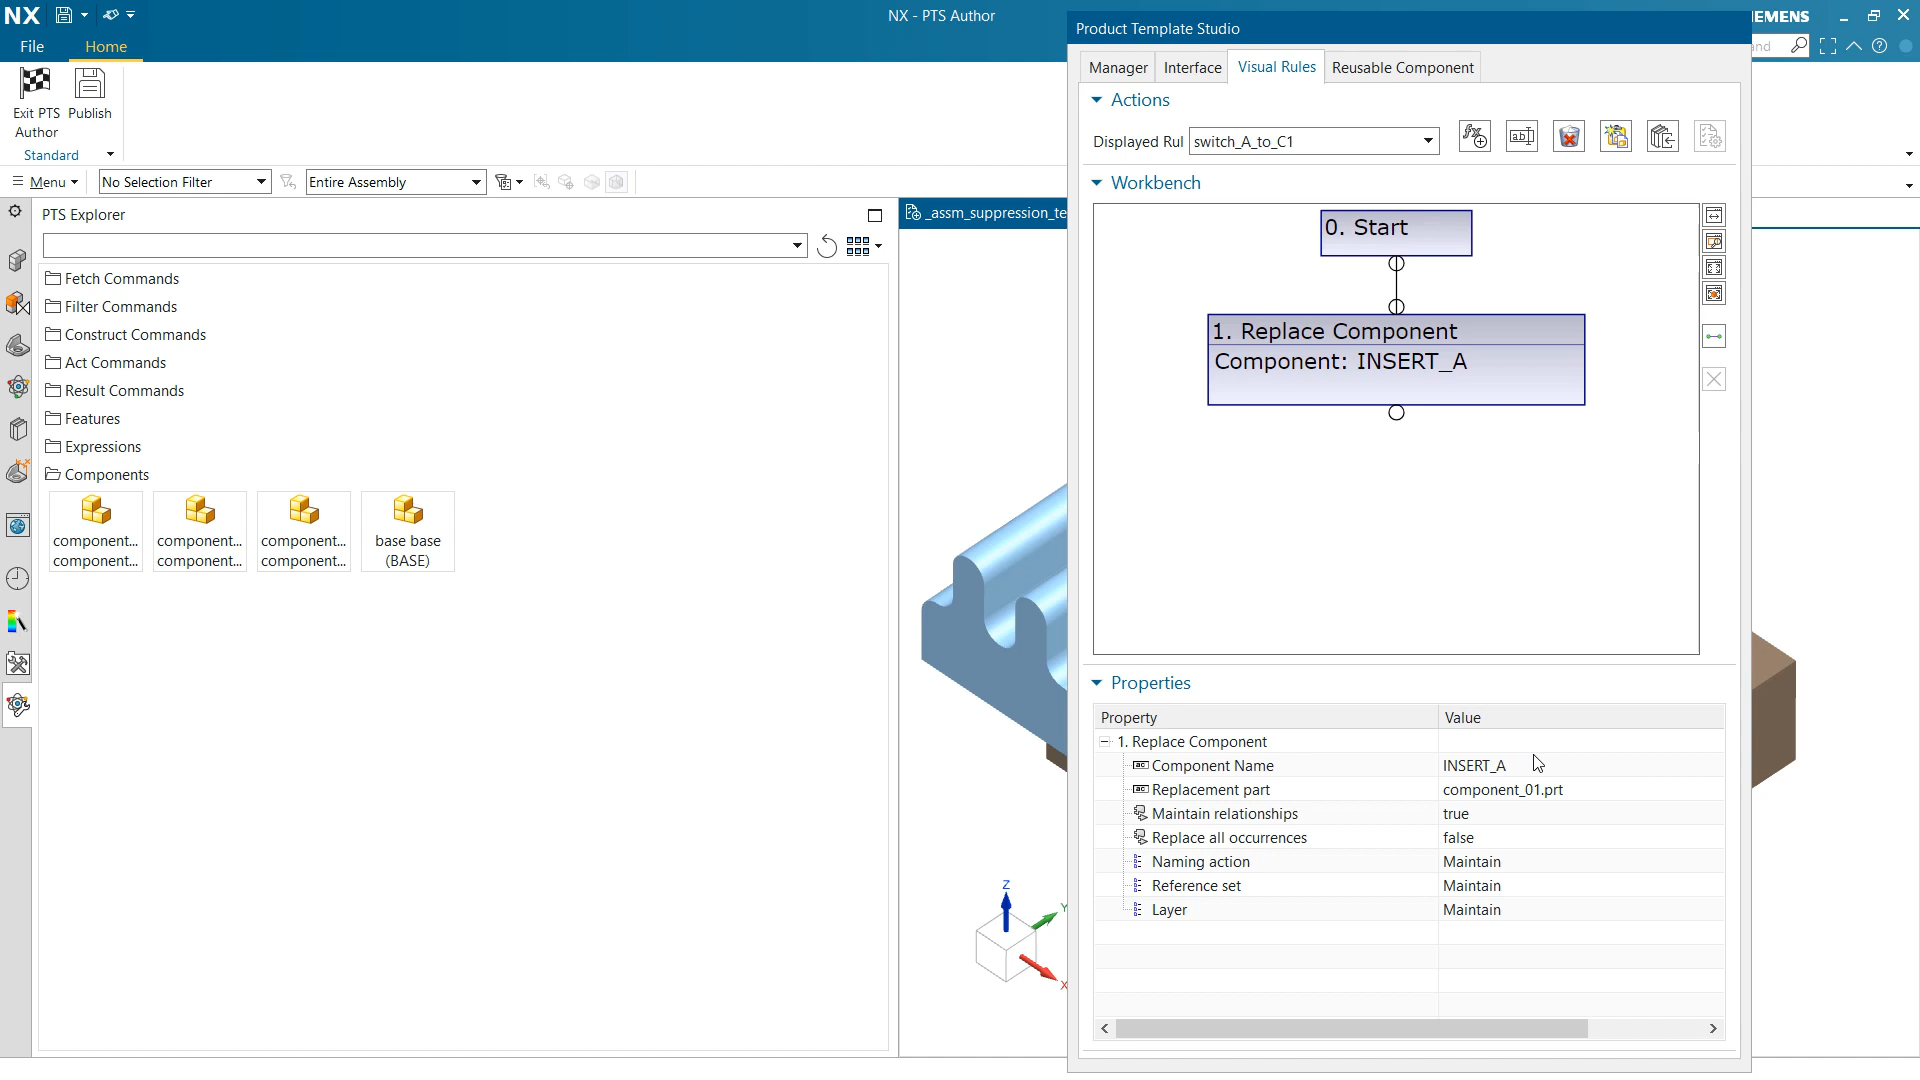 NX
NX - PTS Author
IEMENS
File
Home
and
Exit PTS
Author
Publish
Standard
Menu
No Selection Filter
Entire Assembly
PTS Explorer
Fetch Commands
Filter Commands
Construct Commands
Act Commands
Result Commands
Features
Expressions
Components
component...
component...
component...
component...
component...
component...
base base
(BASE)
_assm_suppression_te
Z
Y
X
Product Template Studio
Manager
Interface
Visual Rules
Reusable Component
Actions
Displayed Rul
switch_A_to_C1
Workbench
0. Start
1. Replace Component
Component: INSERT_A
Properties
Property Value
1. Replace Component
Component Name INSERT_A
Replacement part component_01.prt
Maintain relationships true
Replace all occurrences false
Naming action Maintain
Reference set Maintain
Layer Maintain